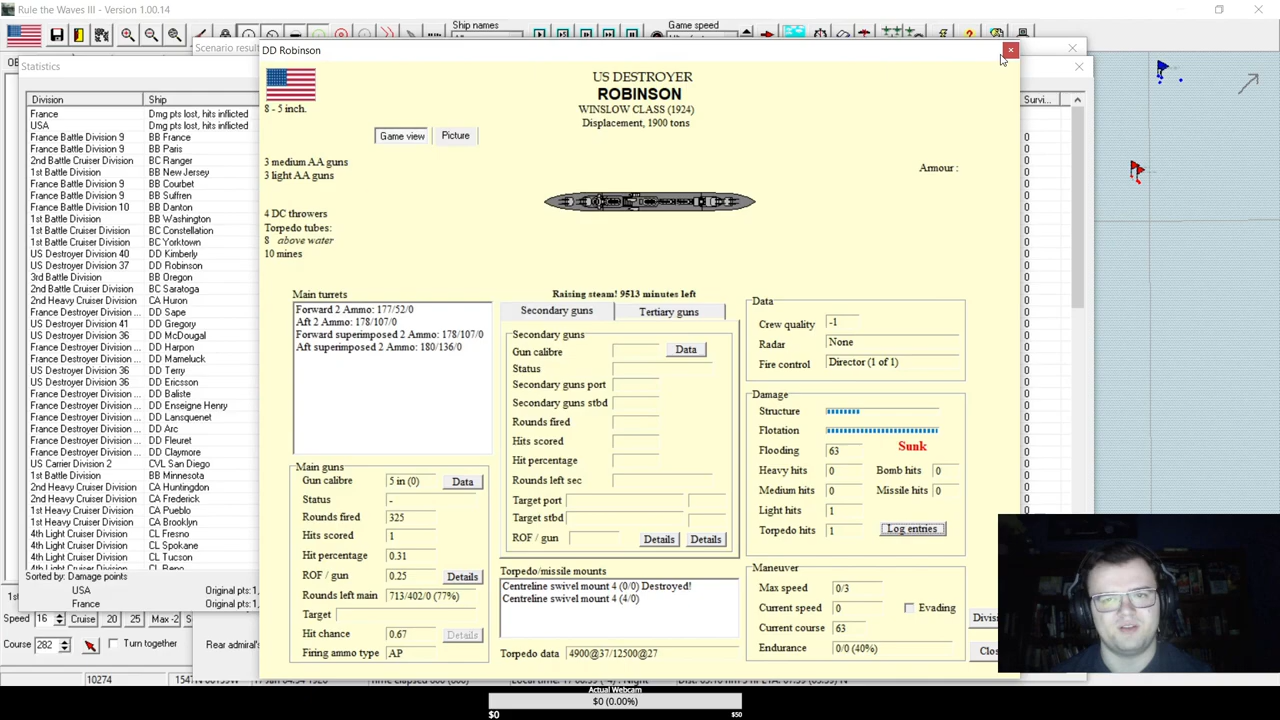 Rule the Waves III - Version 1.00.14
Ship names
Game speed
Scenario result
DD Robinson
Statistics
US DESTROYER
ROBINSON
WINSLOW CLASS (1924)
Displacement, 1900 tons
8 - 5 inch.
Game view
Picture
3 medium AA guns
3 light AA guns
Armour :
4 DC throwers
Torpedo tubes:
8 above water
10 mines
Division
Ship
Survi...
France
Dmg pts lost, hits inflicted
USA
Dmg pts lost, hits inflicted
France Battle Division 9
BB France
France Battle Division 9
BB Paris
2nd Battle Cruiser Division
BC Ranger
1st Battle Division
BB New Jersey
France Battle Division 9
BB Courbet
France Battle Division 9
BB Suffren
France Battle Division 10
BB Danton
1st Battle Division
BB Washington
1st Battle Cruiser Division
BC Constellation
1st Battle Cruiser Division
BC Yorktown
US Destroyer Division 40
DD Kimberly
US Destroyer Division 37
DD Robinson
3rd Battle Division
BB Oregon
2nd Battle Cruiser Division
BC Saratoga
2nd Heavy Cruiser Division
CA Huron
France Destroyer Division ...
DD Sape
US Destroyer Division 41
DD Gregory
US Destroyer Division 37
DD McDougal
France Destroyer Division ...
DD Harpon
France Destroyer Division ...
DD Mameluck
US Destroyer Division 36
DD Terry
US Destroyer Division 36
DD Ericsson
France Destroyer Division ...
DD Baliste
France Destroyer Division ...
DD Enseigne Henry
France Destroyer Division ...
DD Lansquenet
France Destroyer Division ...
DD Arc
France Destroyer Division ...
DD Fleuret
France Destroyer Division ...
DD Claymore
US Carrier Division 2
CVL San Diego
1st Battle Division
BB Minnesota
2nd Heavy Cruiser Division
CA Huntingdon
2nd Heavy Cruiser Division
CA Frederick
1st Heavy Cruiser Division
CA Pueblo
1st Heavy Cruiser Division
CA Brooklyn
4th Light Cruiser Division
CL Fresno
4th Light Cruiser Division
CL Spokane
4th Light Cruiser Division
CL Tucson
Sorted by: Damage points
USA
Original pts: 1,
France
Original pts: 1,
Speed 16 Cruise 20 25 Max -2
Course 282 Turn together
Rear admiral's
10274
Main turrets
Forward 2 Ammo: 177/52/0
Aft 2 Ammo: 178/107/0
Forward superimposed 2 Ammo: 178/107/0
Aft superimposed 2 Ammo: 180/136/0
Main guns
Gun calibre 5 in (0) Data
Status -
Rounds fired 325
Hits scored 1
Hit percentage 0.31
ROF / gun 0.25 Details
Rounds left main 713/402/0 (77%)
Target
Hit chance 0.67 Details
Firing ammo type AP
Raising steam! 9513 minutes left
Secondary guns
Tertiary guns
Secondary guns
Gun calibre Data
Status
Secondary guns port
Secondary guns stbd
Rounds fired
Hits scored
Hit percentage
Rounds left sec
Target port
Target stbd
ROF / gun Details Details
Torpedo/missile mounts
Centreline swivel mount 4 (0/0) Destroyed!
Centreline swivel mount 4 (4/0)
Torpedo data 4900@37/12500@27
Data
Crew quality -1
Radar None
Fire control Director (1 of 1)
Damage
Structure
Flotation
Flooding 63 Sunk
Heavy hits 0 Bomb hits 0
Medium hits 0 Missile hits 0
Light hits 1
Torpedo hits 1 Log entries
Maneuver
Max speed 0/3
Current speed 0 Evading
Current course 63
Endurance 0/0 (40%)
Divisi
Clos
Actual Webcam
$0 (0.00%)
$0
$50